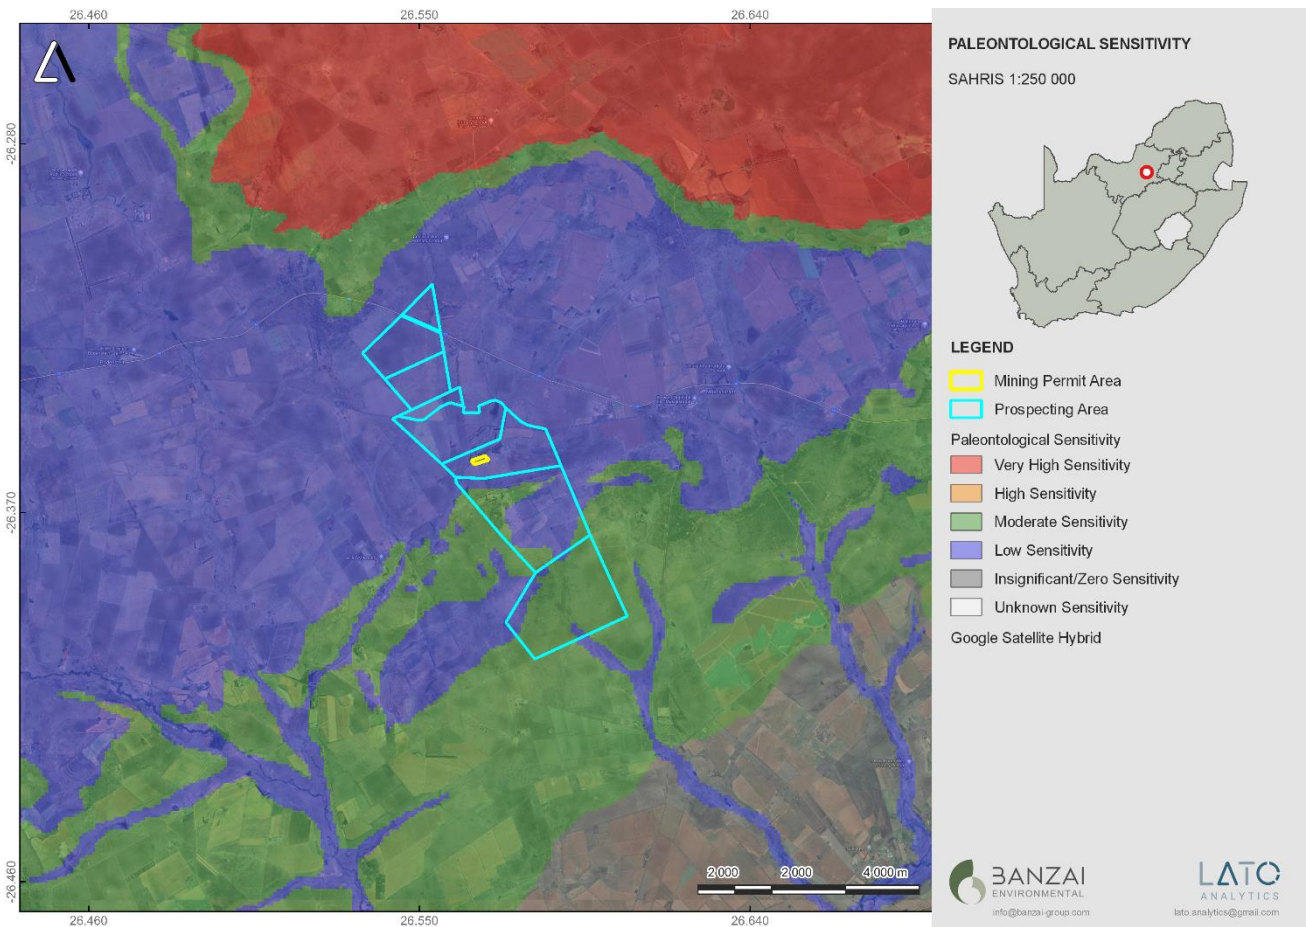 26.460 26.550 26.640
-26.280
-26.370
-26.460
2 000 2 000 4 000 m
26.460 26.550 26.640
PALEONTOLOGICAL SENSITIVITY
SAHRIS 1:250 000
LEGEND
Mining Permit Area
Prospecting Area
Paleontological Sensitivity
Very High Sensitivity
High Sensitivity
Moderate Sensitivity
Low Sensitivity
Insignificant/Zero Sensitivity
Unknown Sensitivity
Google Satellite Hybrid
BANZAI
ENVIRONMENTAL
info@banzai-group.com
LATO
ANALYTICS
lato.analytics@gmail.com